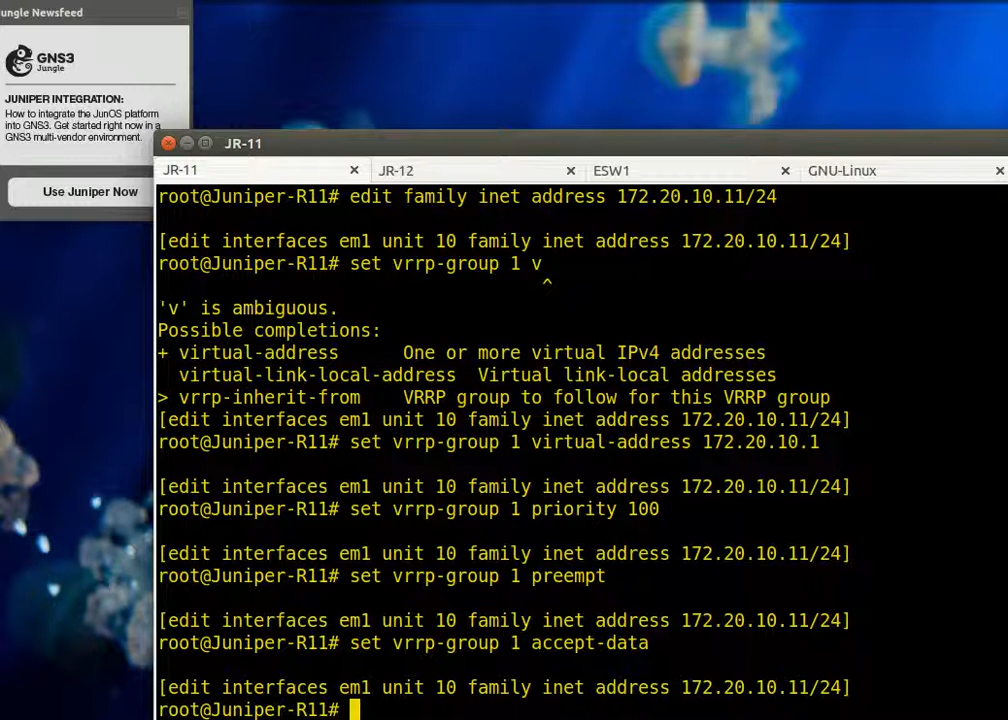 ungle Newsfeed
GNS3
Jungle
JUNIPER INTEGRATION:
How to integrate the JunOS platform
into GNS3. Get started right now in a
GNS3 multi-vendor environment.
Use Juniper Now
JR-11
JR-11
JR-12
ESW1
GNU-Linux
root@Juniper-R11# edit family inet address 172.20.10.11/24
[edit interfaces em1 unit 10 family inet address 172.20.10.11/24]
root@Juniper-R11# set vrrp-group 1 v
^
'v' is ambiguous.
Possible completions:
+ virtual-address      One or more virtual IPv4 addresses
  virtual-link-local-address  Virtual link-local addresses
> vrrp-inherit-from    VRRP group to follow for this VRRP group
[edit interfaces em1 unit 10 family inet address 172.20.10.11/24]
root@Juniper-R11# set vrrp-group 1 virtual-address 172.20.10.1
[edit interfaces em1 unit 10 family inet address 172.20.10.11/24]
root@Juniper-R11# set vrrp-group 1 priority 100
[edit interfaces em1 unit 10 family inet address 172.20.10.11/24]
root@Juniper-R11# set vrrp-group 1 preempt
[edit interfaces em1 unit 10 family inet address 172.20.10.11/24]
root@Juniper-R11# set vrrp-group 1 accept-data
[edit interfaces em1 unit 10 family inet address 172.20.10.11/24]
root@Juniper-R11#